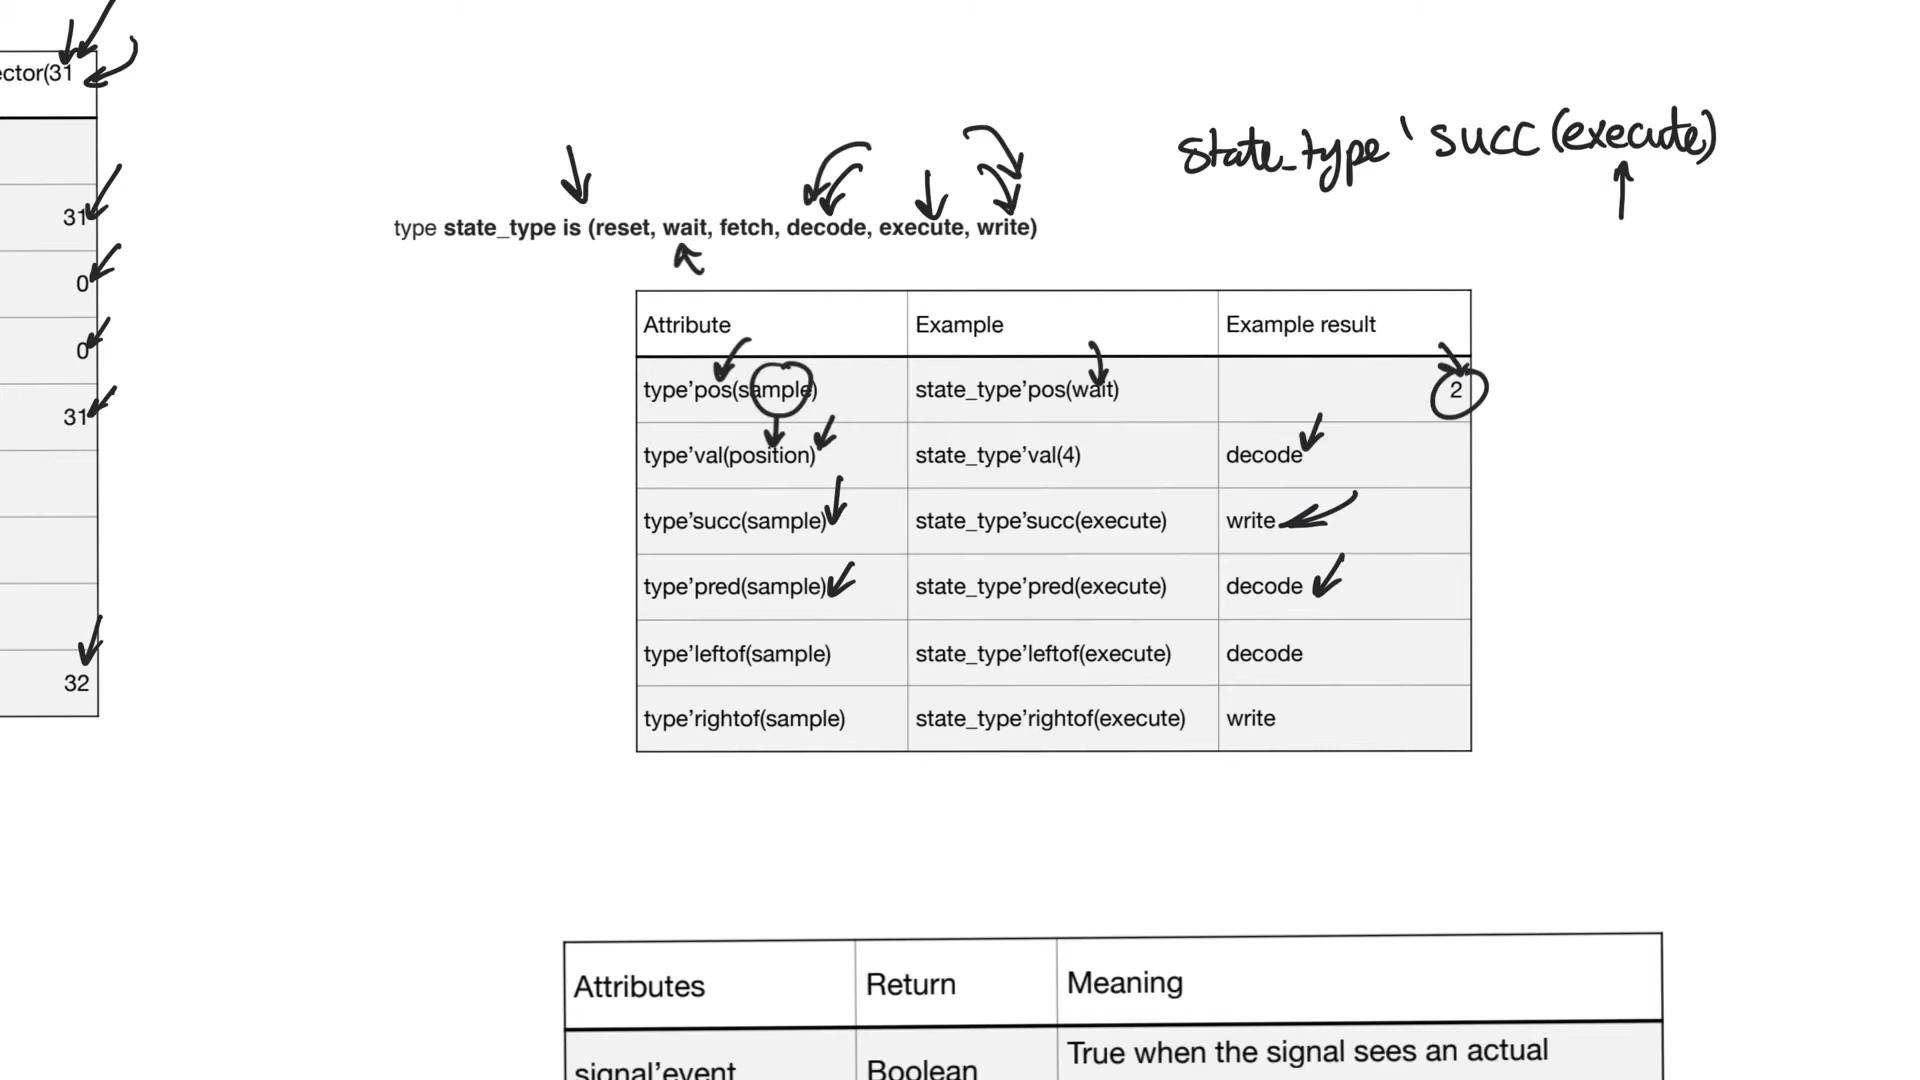 ector(31
31
0
0
31
32
state_type ' succ (execute)
type state_type is (reset, wait, fetch, decode, execute, write)
Attribute Example Example result
type’pos(sample) state_type’pos(wait) 2
type’val(position) state_type’val(4) decode
type’succ(sample) state_type’succ(execute) write
type’pred(sample) state_type’pred(execute) decode
type’leftof(sample) state_type’leftof(execute) decode
type’rightof(sample) state_type’rightof(execute) write
Attributes Return Meaning
signal’event Boolean True when the signal sees an actual